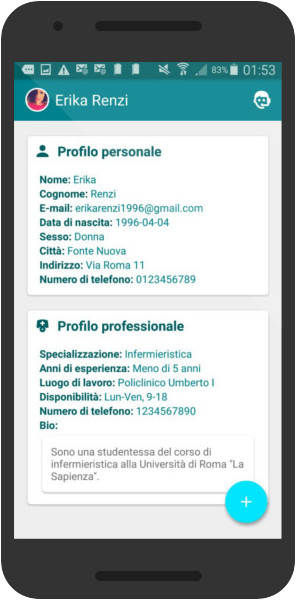 83% 01:53
Erika Renzi
Profilo personale
Nome: Erika
Cognome: Renzi
E-mail: erikarenzi1996@gmail.com
Data di nascita: 1996-04-04
Sesso: Donna
Città: Fonte Nuova
Indirizzo: Via Roma 11
Numero di telefono: 0123456789
Profilo professionale
Specializzazione: Infermieristica
Anni di esperienza: Meno di 5 anni
Luogo di lavoro: Policlinico Umberto I
Disponibilità: Lun-Ven, 9-18
Numero di telefono: 1234567890
Bio:
Sono una studentessa del corso di
infermieristica alla Università di Roma "La
Sapienza".
+